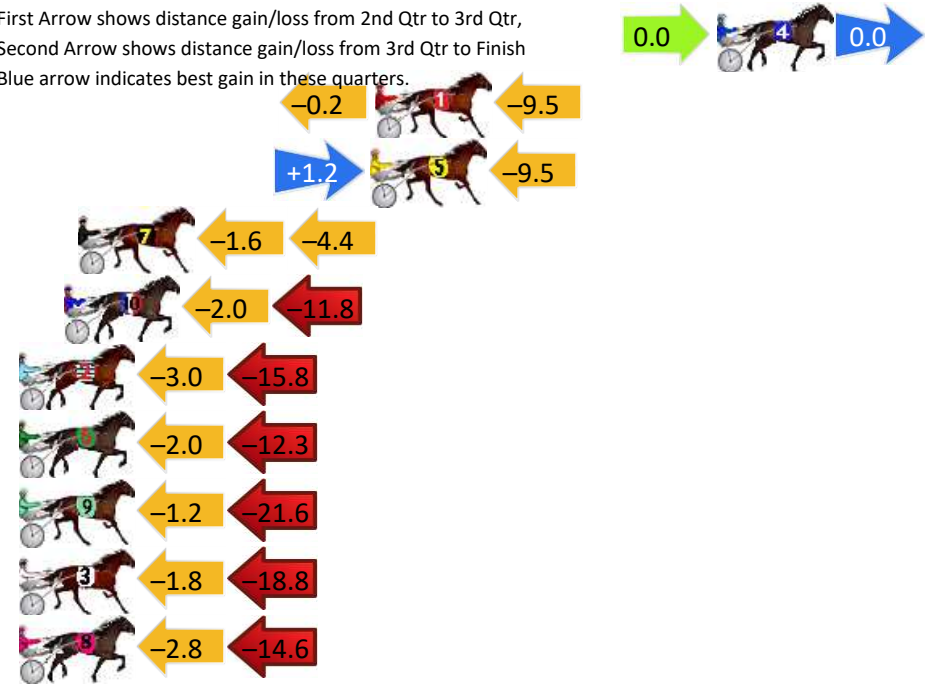 First Arrow shows distance gain/loss from 2nd Qtr to 3rd Qtr,
Second Arrow shows distance gain/loss from 3rd Qtr to Finish
Blue arrow indicates best gain in these quarters.
0.0 4 0.0
–0.2 1 –9.5
+1.2 5 –9.5
7 –1.6 –4.4
10 –2.0 –11.8
2 –3.0 –15.8
6 –2.0 –12.3
9 –1.2 –21.6
3 –1.8 –18.8
8 –2.8 –14.6